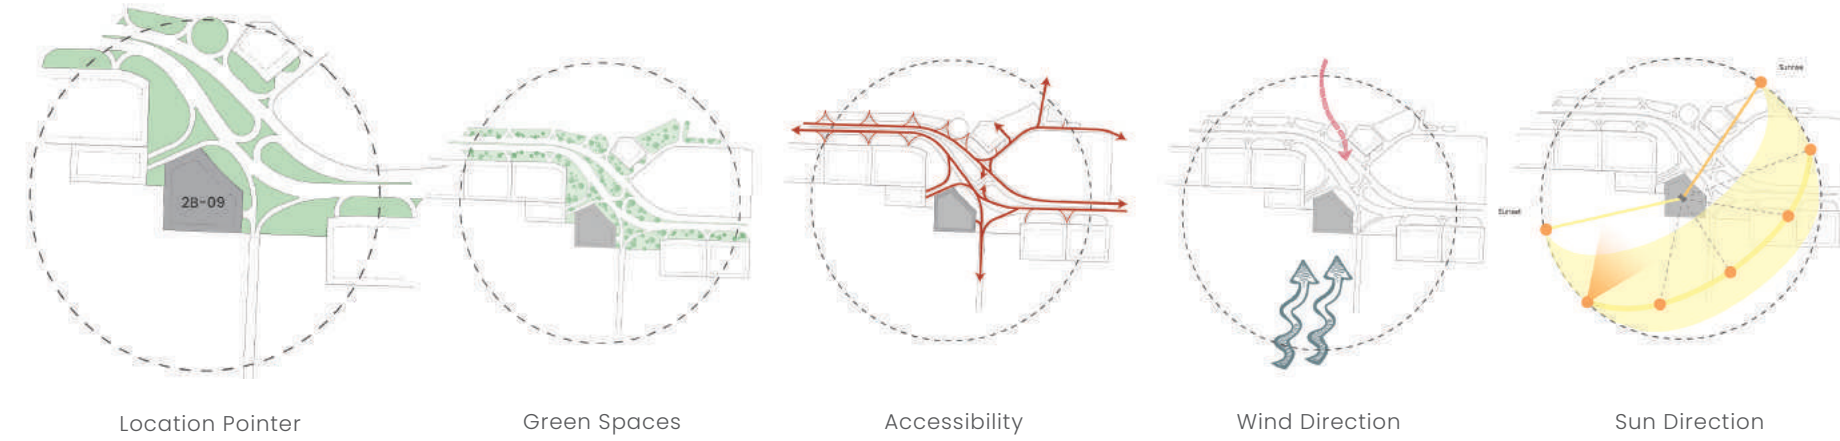 2B-09
Sunrise
Sunset
Location Pointer
Green Spaces
Accessibility
Wind Direction
Sun Direction